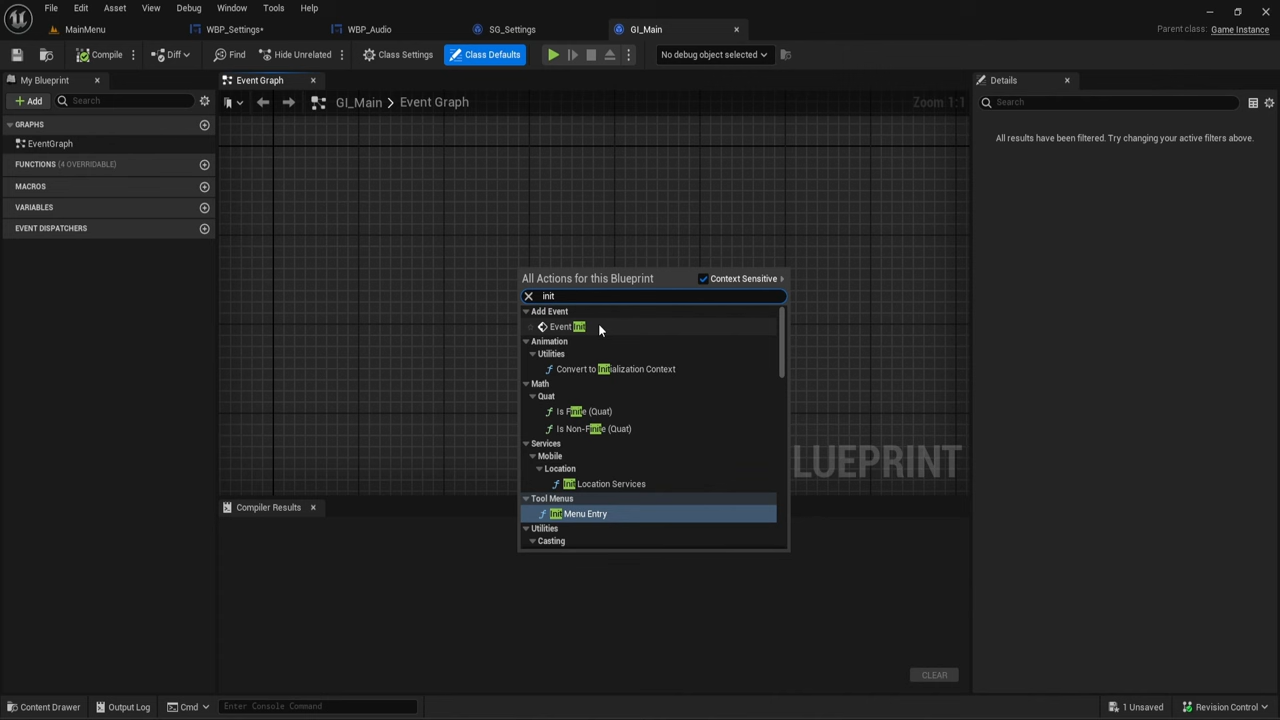 File Edit Asset View Debug Window Tools Help
MainMenu WBP_Settings* WBP_Audio SG_Settings GI_Main Parent class: Game Instance
Compile Diff Find Hide Unrelated Class Settings Class Defaults No debug object selected
My Blueprint Event Graph Details
Add Search GI_Main > Event Graph Zoom 1:1 Search
GRAPHS
EventGraph All results have been filtered. Try changing your active filters above.
FUNCTIONS (4 OVERRIDABLE)
MACROS
VARIABLES
EVENT DISPATCHERS
All Actions for this Blueprint Context Sensitive
init
Add Event
Event Init
Animation
Utilities
Convert to Initialization Context
Math
Quat
Is Finite (Quat)
Is Non-Finite (Quat)
Services
Mobile
LUEPRINT
Location
Init Location Services
Tool Menus
Compiler Results
Init Menu Entry
Utilities
Casting
CLEAR
Content Drawer Output Log Cmd Enter Console Command 1 Unsaved Revision Control